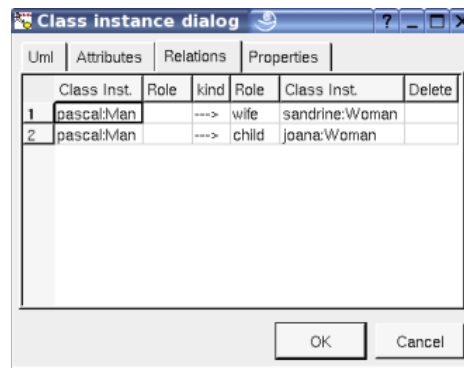 Class instance dialog ? _
Uml Attributes Relations Properties
Class Inst. Role kind Role Class Inst. Delete
1 pascal:Man ---> wife sandrine:Woman
2 pascal:Man ---> child joana:Woman
OK Cancel